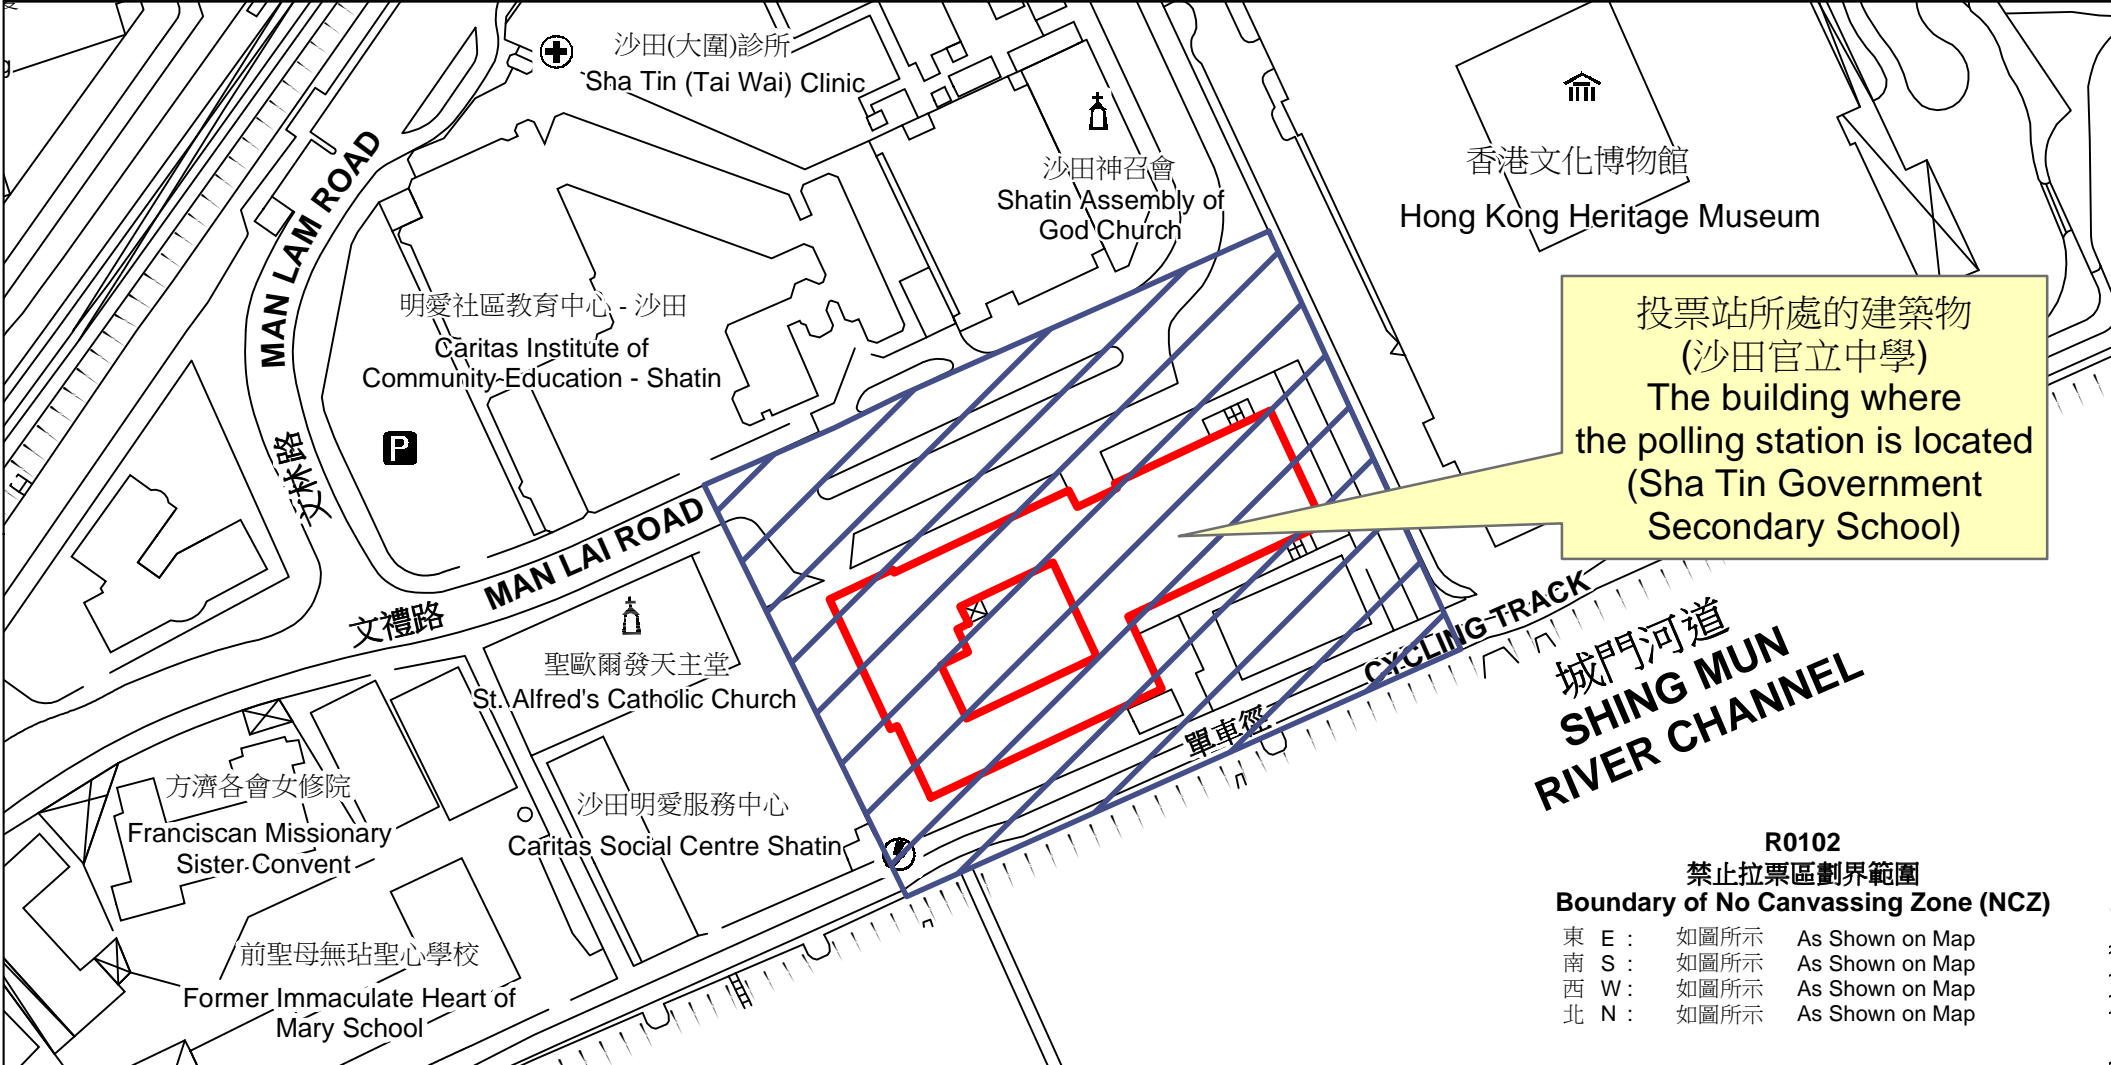 沙田(大圍)診所
Sha Tin (Tai Wai) Clinic
沙田神召會
Shatin Assembly of
God Church
香港文化博物館
Hong Kong Heritage Museum
MAN LAM ROAD
文林路
明愛社區教育中心 - 沙田
Caritas Institute of
Community Education - Shatin
P
投票站所處的建築物
(沙田官立中學)
The building where
the polling station is located
(Sha Tin Government
Secondary School)
MAN LAI ROAD
文禮路
聖歐爾發天主堂
St. Alfred's Catholic Church
CYCLING TRACK
單車徑
城門河道
SHING MUN
RIVER CHANNEL
方濟各會女修院
Franciscan Missionary
Sister Convent
沙田明愛服務中心
Caritas Social Centre Shatin
前聖母無玷聖心學校
Former Immaculate Heart of
Mary School
R0102
禁止拉票區劃界範圍
Boundary of No Canvassing Zone (NCZ)
東 E : 如圖所示 As Shown on Map
南 S : 如圖所示 As Shown on Map
西 W : 如圖所示 As Shown on Map
北 N : 如圖所示 As Shown on Map